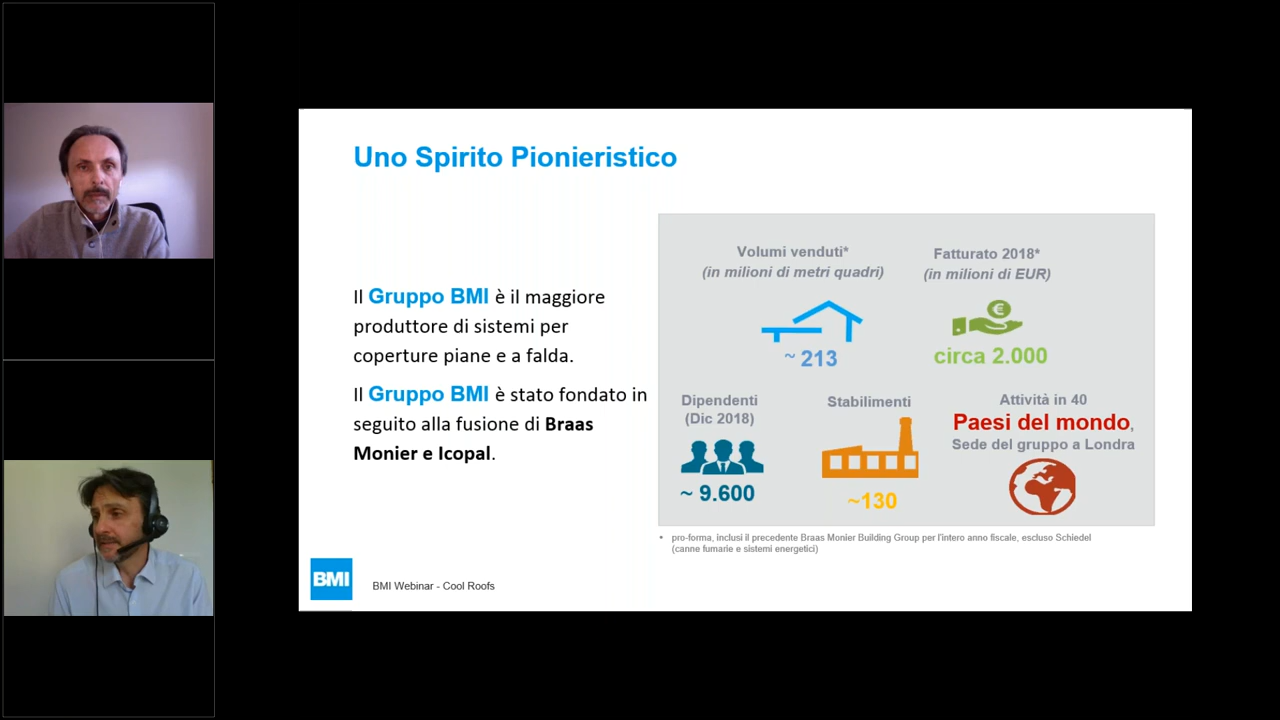 Uno Spirito Pionieristico
Il Gruppo BMI è il maggiore
produttore di sistemi per
coperture piane e a falda.
Il Gruppo BMI è stato fondato in
seguito alla fusione di Braas
Monier e Icopal.
Volumi venduti*
(in milioni di metri quadri)
~ 213
Fatturato 2018*
(in milioni di EUR)
€
circa 2.000
Dipendenti
(Dic 2018)
~ 9.600
Stabilimenti
~130
Attività in 40
Paesi del mondo,
Sede del gruppo a Londra
• pro-forma, inclusi il precedente Braas Monier Building Group per l'intero anno fiscale, escluso Schiedel
(canne fumarie e sistemi energetici)
BMI
BMI Webinar - Cool Roofs